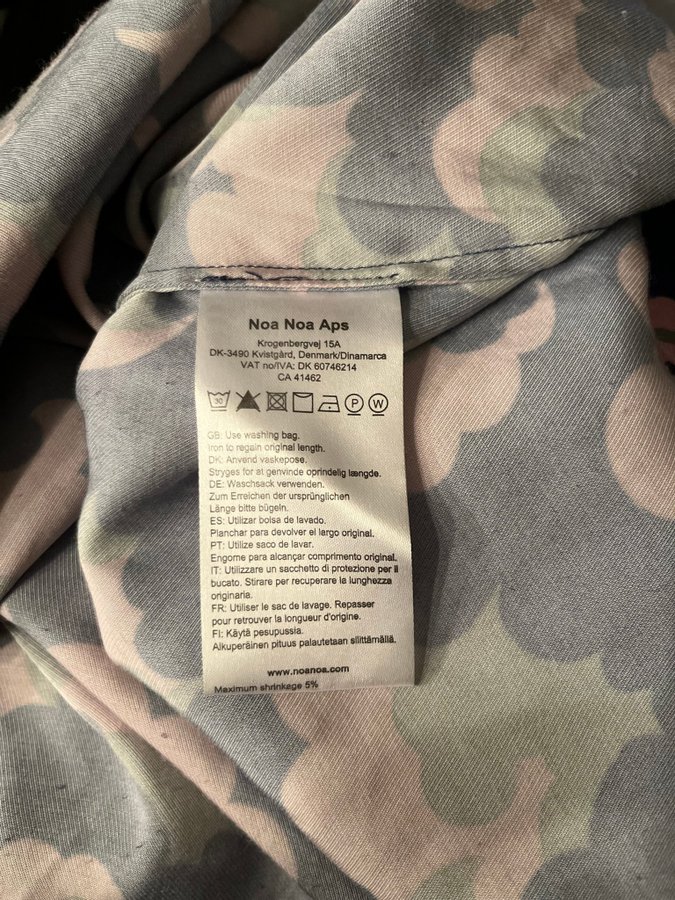 Noa Noa Aps
Krogenbergvej 15A
DK-3490 Kvistgård, Denmark/Dinamarca
VAT no/IVA: DK 60746214
CA 41462
30 P W
GB: Use washing bag.
Iron to regain original length.
DK: Anvend vaskepose.
Stryges for at genvinde oprindelig længde.
DE: Waschsack verwenden.
Zum Erreichen der ursprünglichen
Länge bitte bügeln.
ES: Utilizar bolsa de lavado.
Planchar para devolver el largo original.
PT: Utilize saco de lavar.
Engome para alcançar comprimento original.
IT: Utilizzare un sacchetto di protezione per il
bucato. Stirare per recuperare la lunghezza
originaria.
FR: Utiliser le sac de lavage. Repasser
pour retrouver la longueur d'origine.
FI: Käytä pesupussia.
Alkuperäinen pituus palautetaan silittämällä.
www.noanoa.com
Maximum shrinkage 5%